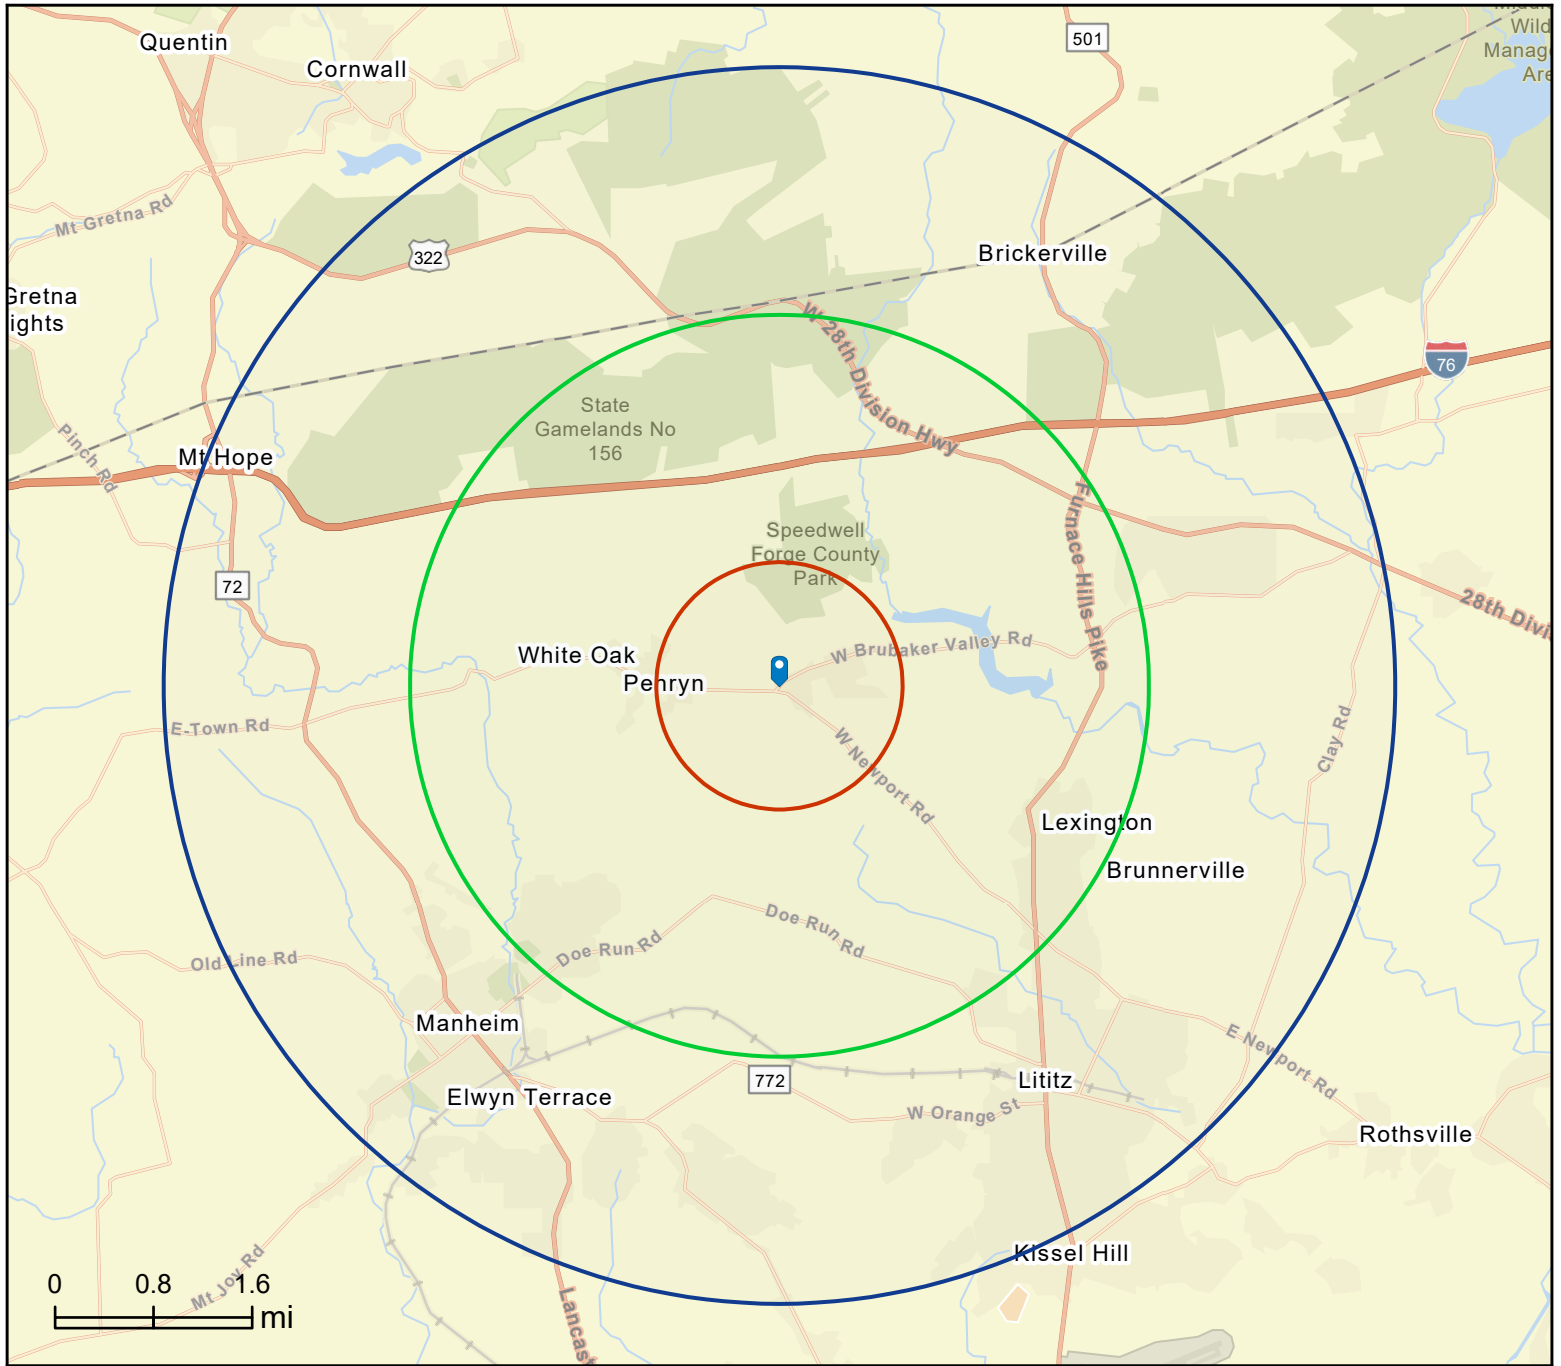 Quentin
Cornwall
501
Wild
Manag
Are
Mt Gretna Rd
322
Brickerville
Gretna
ights
W 28th Division Hwy
76
State
Gamelands No
156
Pinch Rd
Mt Hope
Furnace Hills Pike
Speedwell
Forge County
Park
72
28th Divi
White Oak
W Brubaker Valley Rd
Penryn
E-Town Rd
W Newport Rd
Clay Rd
Lexington
Brunnerville
Doe Run Rd
Doe Run Rd
Old Line Rd
Manheim
E Newport Rd
772
Lititz
Elwyn Terrace
W Orange St
Rothsville
Kissel Hill
Mt Joy Rd
0 0.8 1.6
mi
Lancast